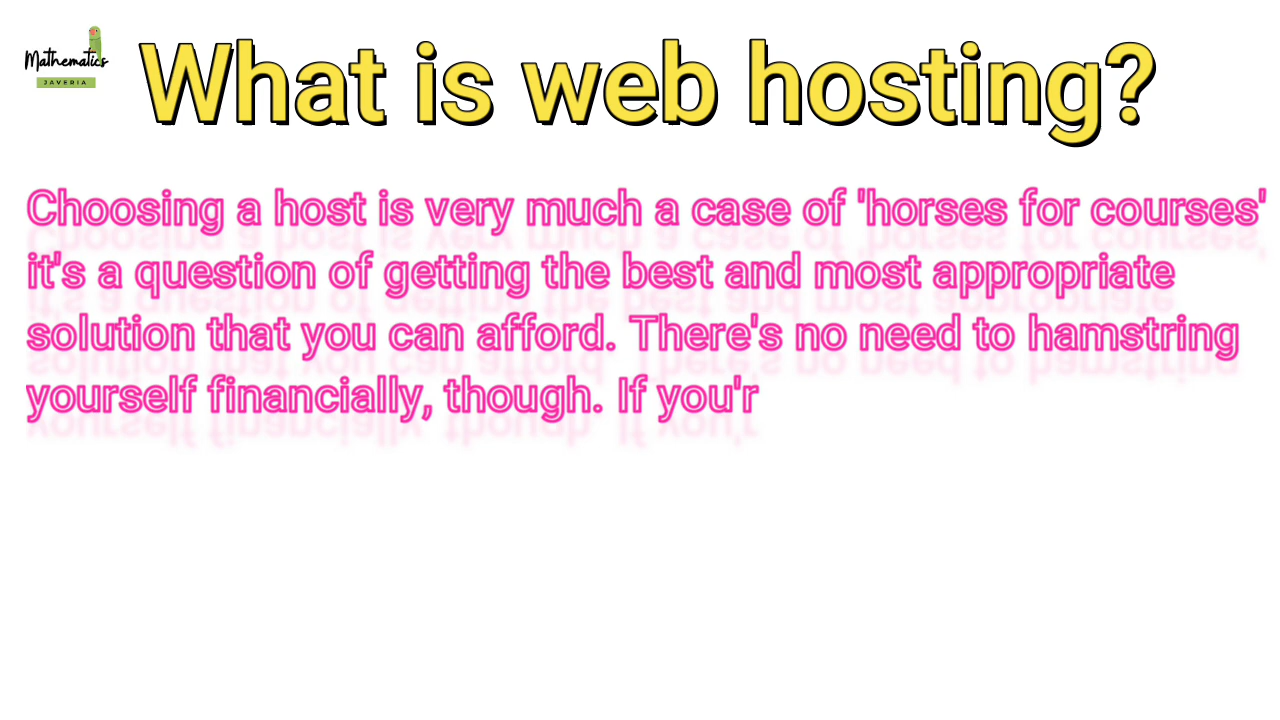 Mathematics
JAVERIA
What is web hosting?
Choosing a host is very much a case of 'horses for courses'
it's a question of getting the best and most appropriate
solution that you can afford. There's no need to hamstring
yourself financially, though. If you'r